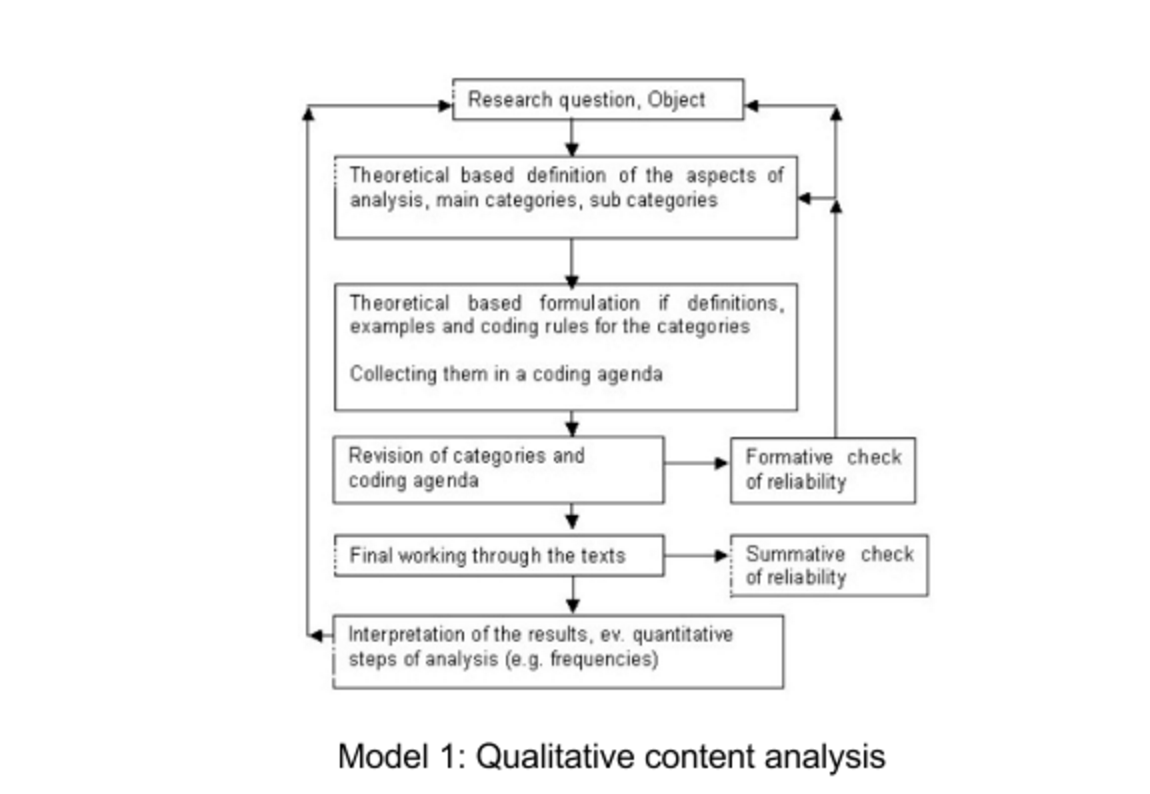 Research question, Object
Theoretical based definition of the aspects of
analysis, main categories, sub categories
Theoretical based formulation if definitions,
examples and coding rules for the categories
Collecting them in a coding agenda
Revision of categories and
coding agenda
Formative check
of reliability
Final working through the texts
Summative check
of reliability
Interpretation of the results, ev. quantitative
steps of analysis (e.g. frequencies)
Model 1: Qualitative content analysis